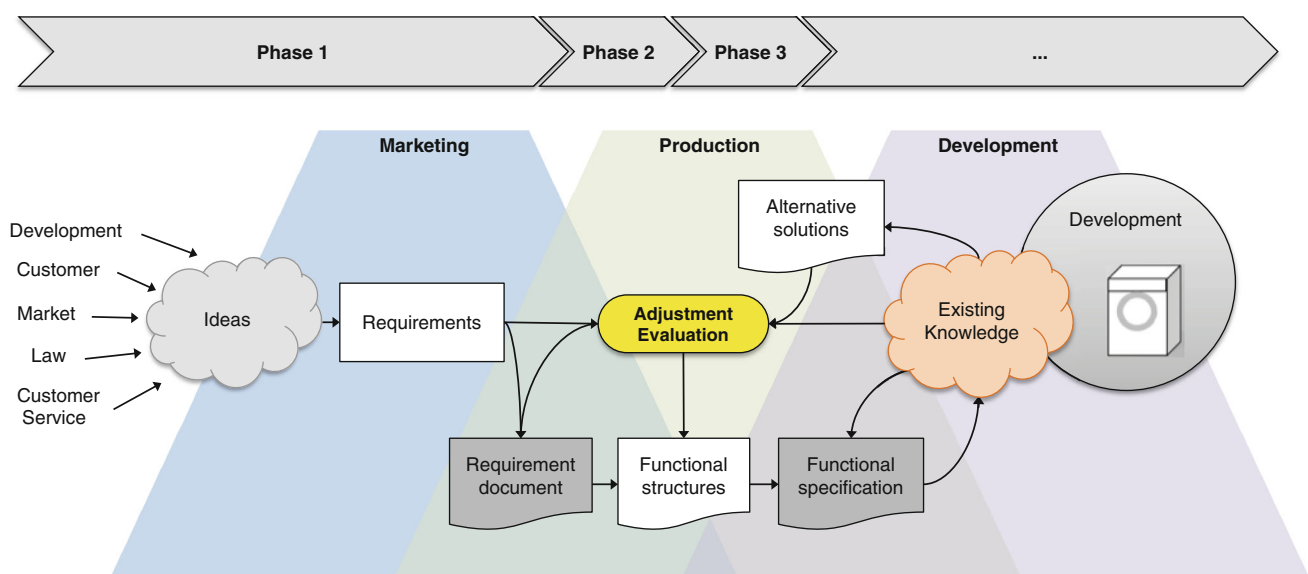 Phase 1
Phase 2
Phase 3
...
Marketing
Production
Development
Development
Customer
Market
Law
Customer
Service
Ideas
Requirements
Adjustment
Evaluation
Alternative
solutions
Existing
Knowledge
Development
Requirement
document
Functional
structures
Functional
specification